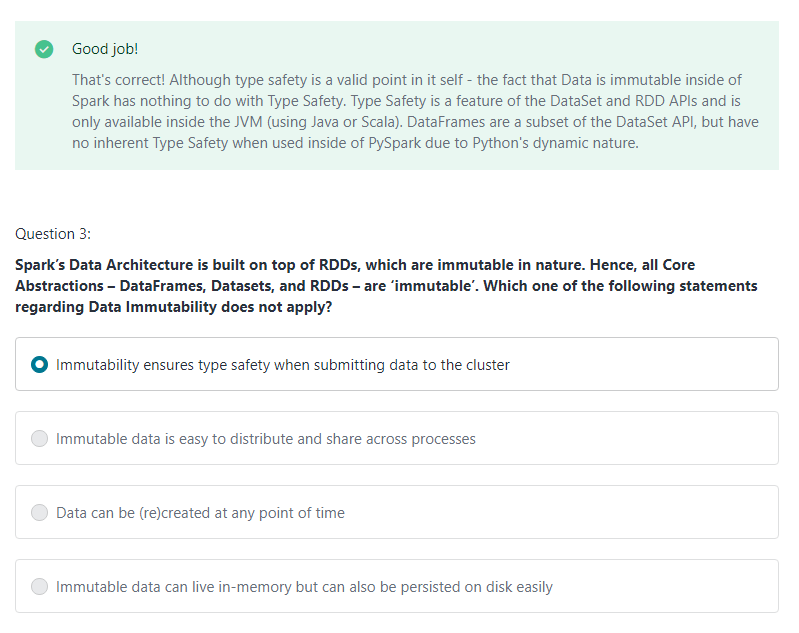 Good job!
That's correct! Although type safety is a valid point in it self - the fact that Data is immutable inside of
Spark has nothing to do with Type Safety. Type Safety is a feature of the DataSet and RDD APIs and is
only available inside the JVM (using Java or Scala). DataFrames are a subset of the DataSet API, but have
no inherent Type Safety when used inside of PySpark due to Python's dynamic nature.
Question 3:
Spark’s Data Architecture is built on top of RDDs, which are immutable in nature. Hence, all Core
Abstractions – DataFrames, Datasets, and RDDs – are ‘immutable’. Which one of the following statements
regarding Data Immutability does not apply?
Immutability ensures type safety when submitting data to the cluster
Immutable data is easy to distribute and share across processes
Data can be (re)created at any point of time
Immutable data can live in-memory but can also be persisted on disk easily